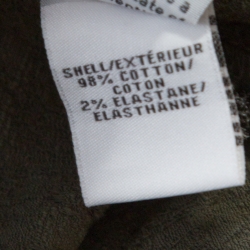 SHELL/EXTÉRIEUR
98% COTTON/
COTON
2% ELASTANE/
ELASTHANNE